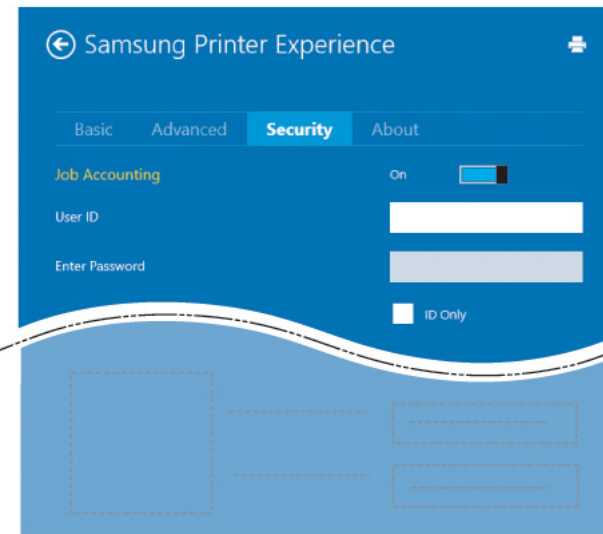 Samsung Printer Experience
Basic Advanced Security About
Job Accounting On
User ID
Enter Password
ID Only